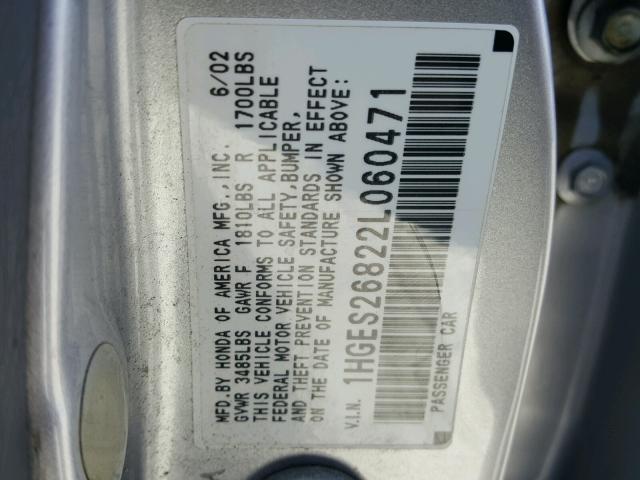 MFD.BY HONDA OF AMERICA MFG.,INC. 6/02
GVWR 3485LBS GAWR F 1810LBS R 1700LBS
THIS VEHICLE CONFORMS TO ALL APPLICABLE
FEDERAL MOTOR VEHICLE SAFETY,BUMPER,
AND THEFT PREVENTION STANDARDS IN EFFECT
ON THE DATE OF MANUFACTURE SHOWN ABOVE:
V.I.N. 1HGES26822L060471
PASSENGER CAR